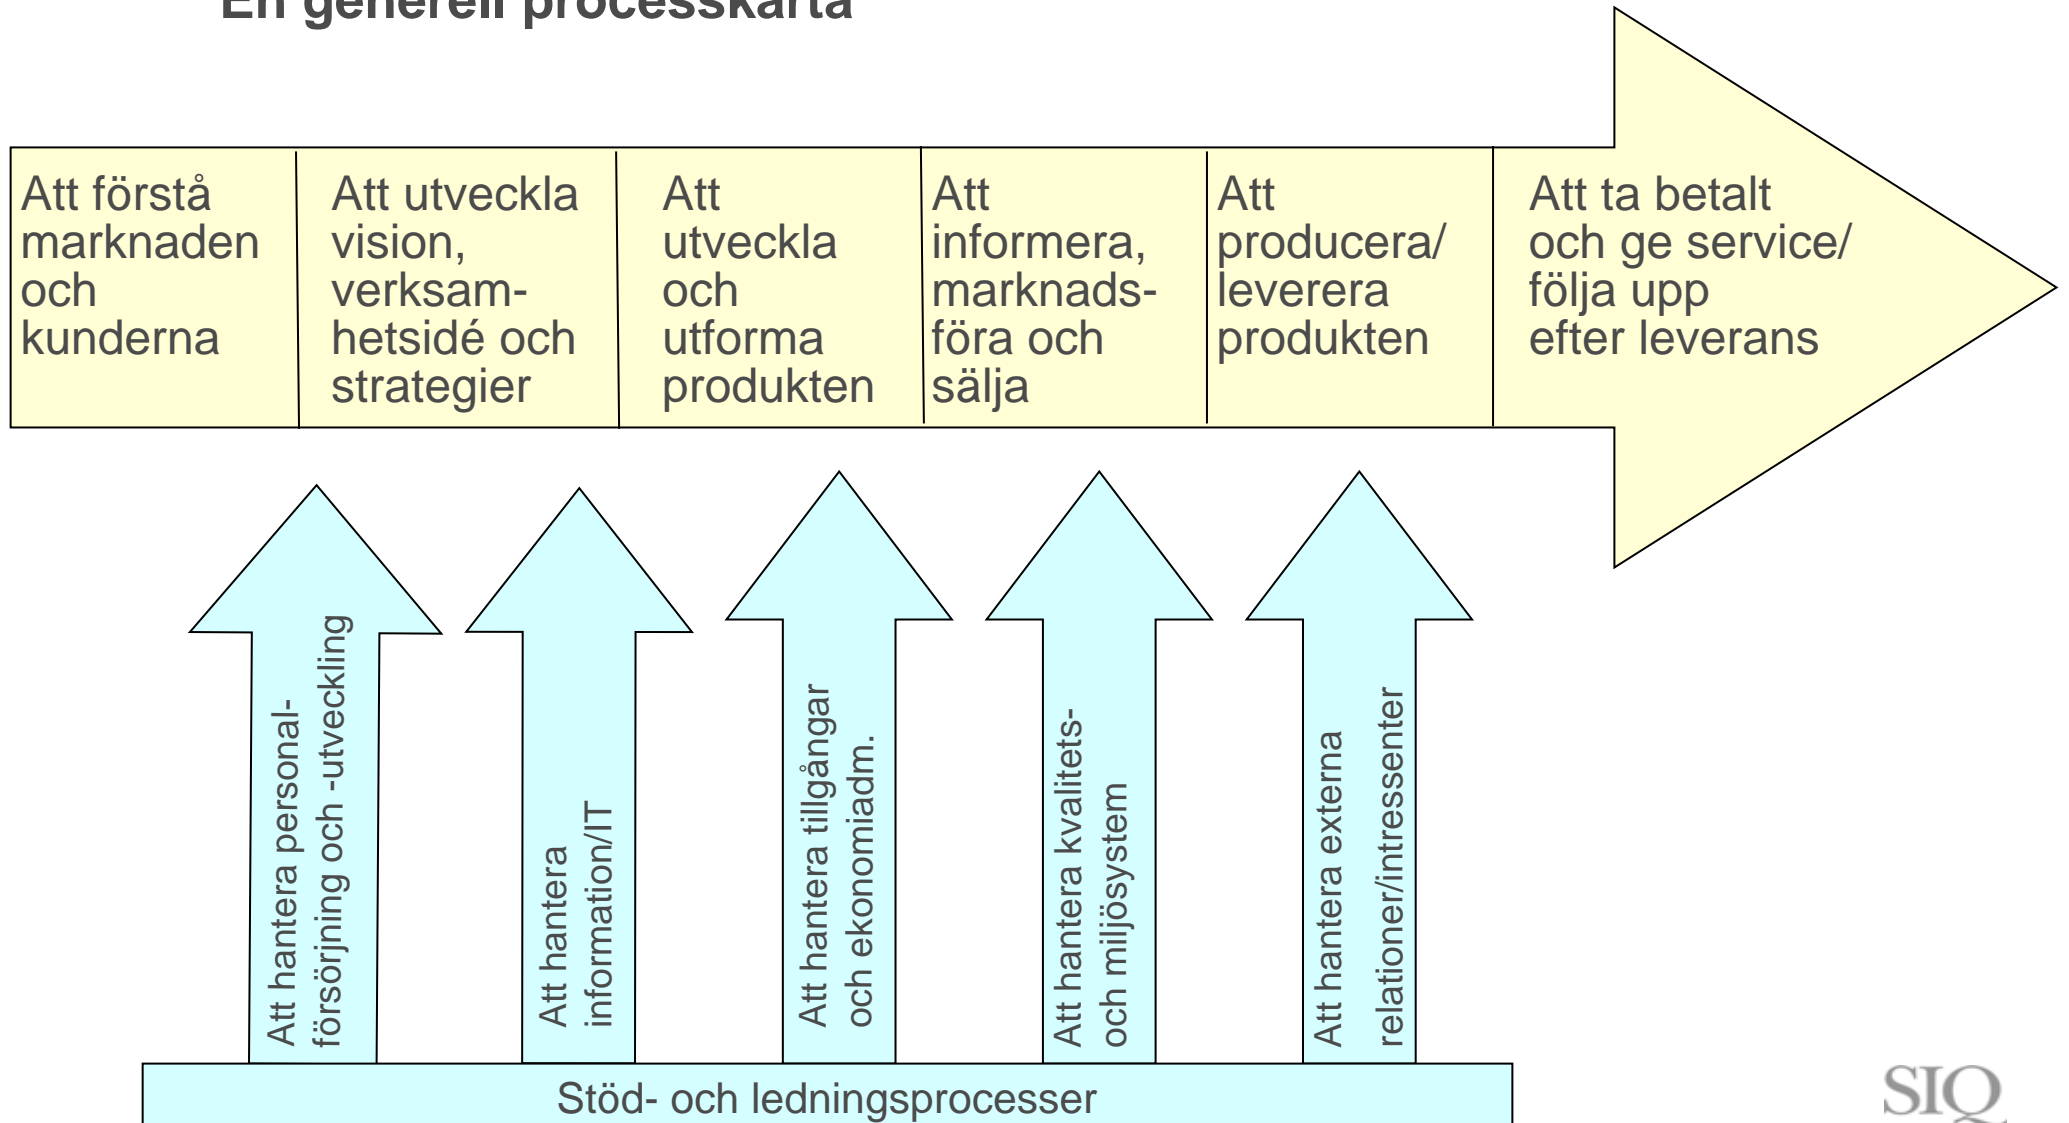 En generell processkarta
Att förstå
marknaden
och
kunderna
Att utveckla
vision,
verksam-
hetsidé och
strategier
Att
utveckla
och
utforma
produkten
Att
informera,
marknads-
föra och
sälja
Att
producera/
leverera
produkten
Att ta betalt
och ge service/
följa upp
efter leverans
Att hantera personal-
försörjning och -utveckling
Att hantera
information/IT
Att hantera tillgångar
och ekonomiadm.
Att hantera kvalitets-
och miljösystem
Att hantera externa
relationer/intressenter
Stöd- och ledningsprocesser
SIQ